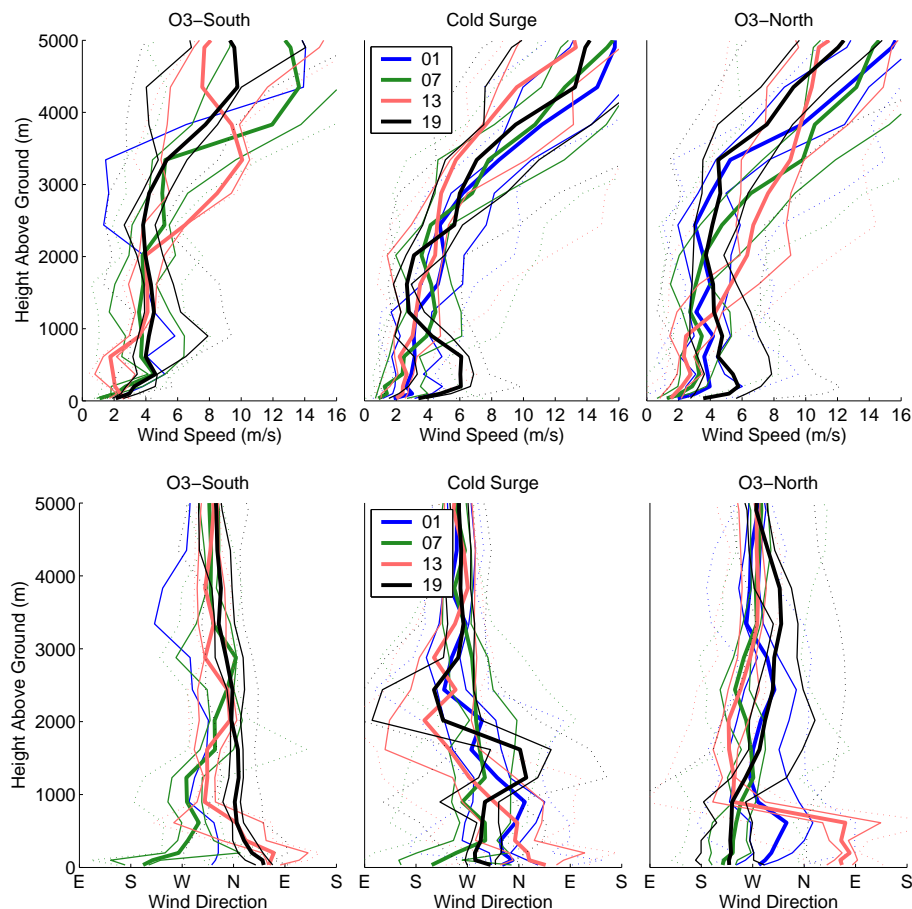 O3−South
Cold Surge
O3−North
5000
4000
3000
2000
1000
0
Height Above Ground (m)
01
07
13
19
0 2 4 6 8 10 12 14 16
0 2 4 6 8 10 12 14 16
0 2 4 6 8 10 12 14 16
Wind Speed (m/s)
Wind Speed (m/s)
Wind Speed (m/s)
O3−South
Cold Surge
O3−North
5000
4000
3000
2000
1000
0
Height Above Ground (m)
01
07
13
19
E S W N E S
E S W N E S
E S W N E S
Wind Direction
Wind Direction
Wind Direction